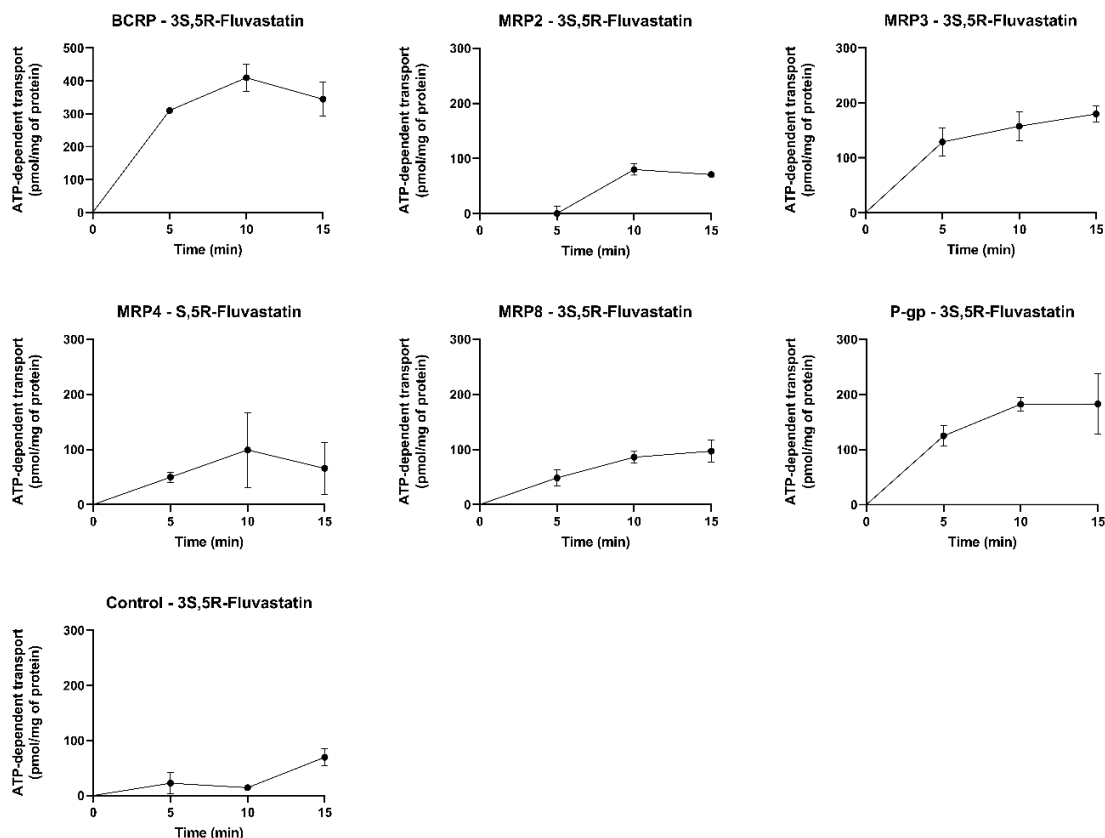 BCRP - 3S,5R-Fluvastatin
ATP-dependent transport
(pmol/mg of protein)
500
400
300
200
100
0
0 5 10 15
Time (min)
MRP2 - 3S,5R-Fluvastatin
ATP-dependent transport
(pmol/mg of protein)
300
200
100
0
0 5 10 15
Time (min)
MRP3 - 3S,5R-Fluvastatin
ATP-dependent transport
(pmol/mg of protein)
300
200
100
0
0 5 10 15
Time (min)
MRP4 - S,5R-Fluvastatin
ATP-dependent transport
(pmol/mg of protein)
300
200
100
0
0 5 10 15
Time (min)
MRP8 - 3S,5R-Fluvastatin
ATP-dependent transport
(pmol/mg of protein)
300
200
100
0
0 5 10 15
Time (min)
P-gp - 3S,5R-Fluvastatin
ATP-dependent transport
(pmol/mg of protein)
300
200
100
0
0 5 10 15
Time (min)
Control - 3S,5R-Fluvastatin
ATP-dependent transport
(pmol/mg of protein)
300
200
100
0
0 5 10 15
Time (min)